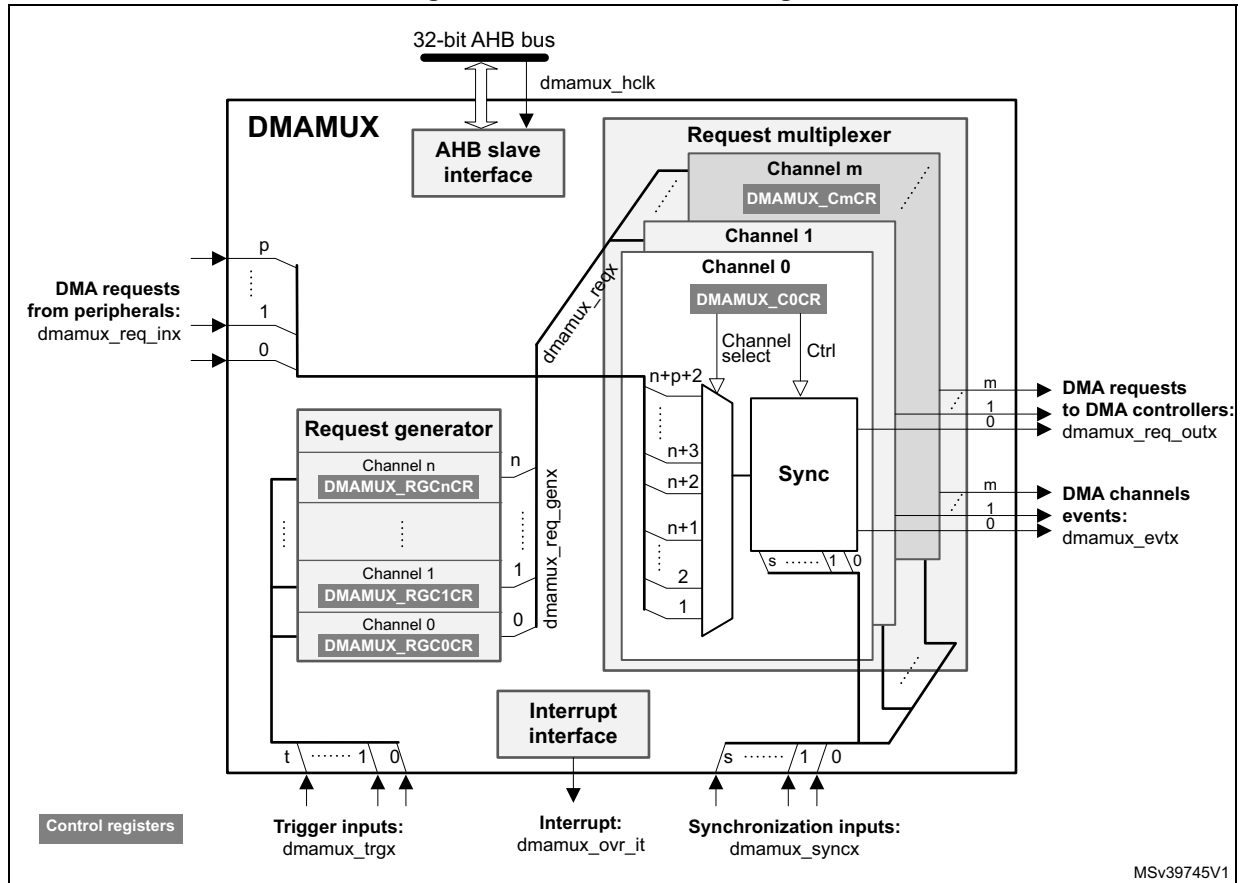 32-bit AHB bus
dmamux_hclk
DMAMUX
AHB slave
interface
Request multiplexer
Channel m
DMAMUX_CmCR
Channel 1
Channel 0
DMAMUX_C0CR
Channel
select
Ctrl
dmamux_reqx
p
DMA requests
from peripherals:
dmamux_req_inx
1
0
n+p+2
n+3
n+2
n+1
2
1
Sync
s ······ 1 0
m
1
0
DMA requests
to DMA controllers:
dmamux_req_outx
m
1
0
DMA channels
events:
dmamux_evtx
Request generator
Channel n
DMAMUX_RGCnCR
Channel 1
DMAMUX_RGC1CR
Channel 0
DMAMUX_RGC0CR
n
1
0
dmamux_req_genx
Interrupt
interface
t ······· 1 0
s ······· 1 0
Control registers
Trigger inputs:
dmamux_trgx
Interrupt:
dmamux_ovr_it
Synchronization inputs:
dmamux_syncx
MSv39745V1